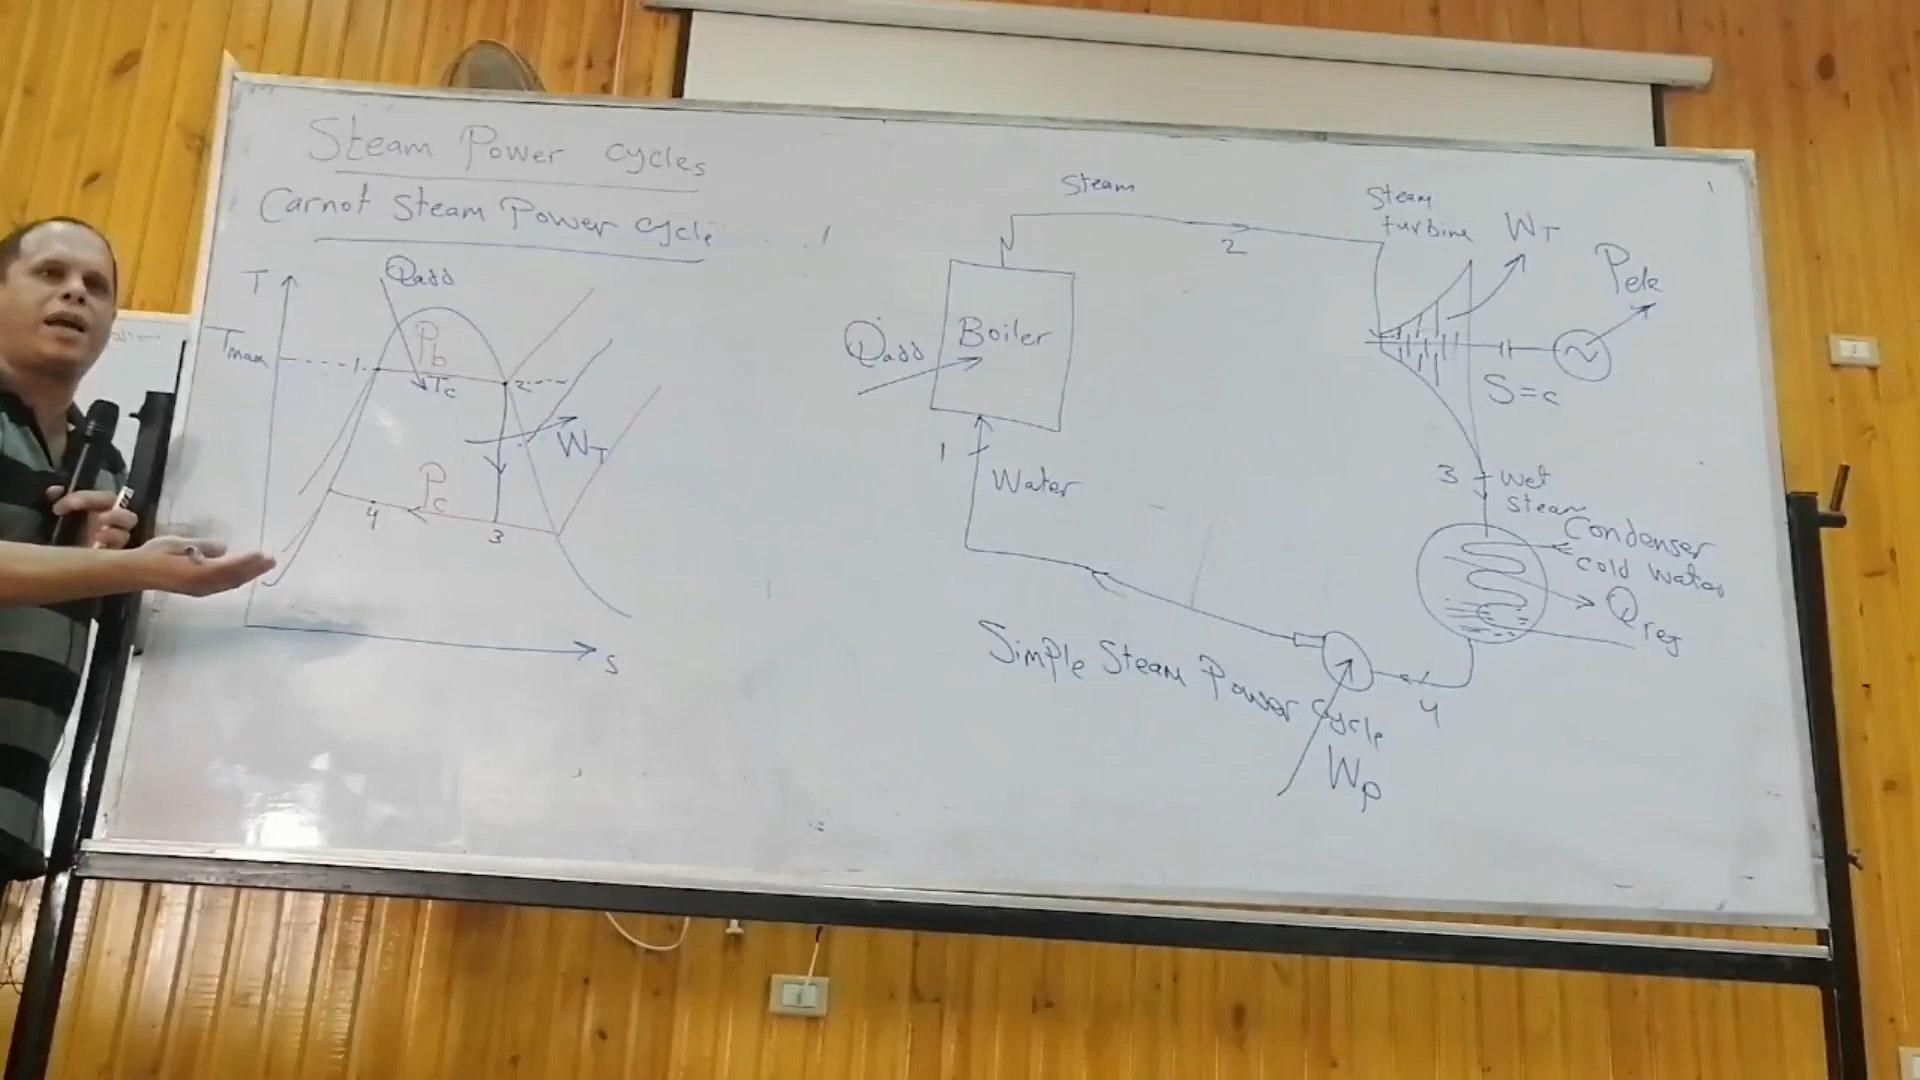 Steam Power cycles
Carnot Steam Power cycle
T
Qadd
Tmax
1
Pb
Tc
2
WT
Pc
4
3
s
Steam
2
Steam
turbine
WT
Pele
Qadd
Boiler
S=c
1
Water
3
wet
steam
Condenser
cold water
Qrej
Simple Steam Power cycle
4
Wp